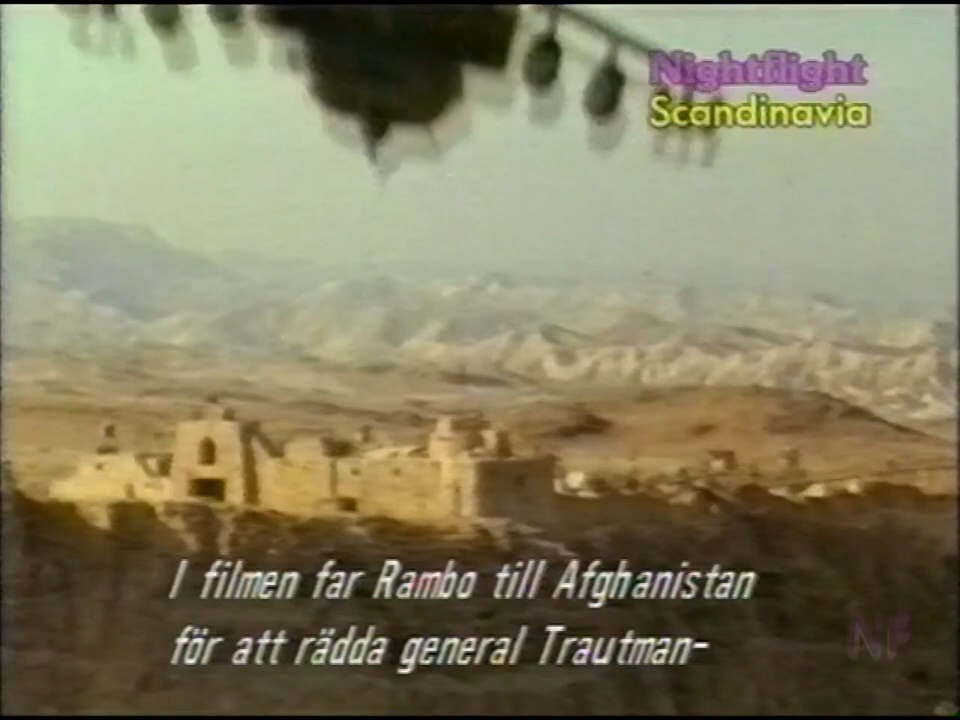 Nightflight
Scandinavia
I filmen far Rambo till Afghanistan
för att rädda general Trautman-
NF